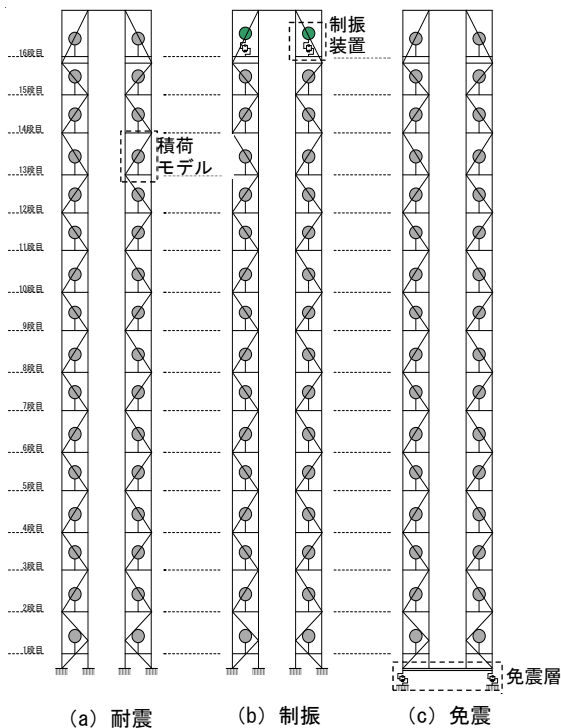 制振
装置
16段目
15段目
14段目
積荷
モデル
13段目
12段目
11段目
10段目
9段目
8段目
7段目
6段目
5段目
4段目
3段目
2段目
1段目
免震層
(a) 耐震
(b) 制振
(c) 免震